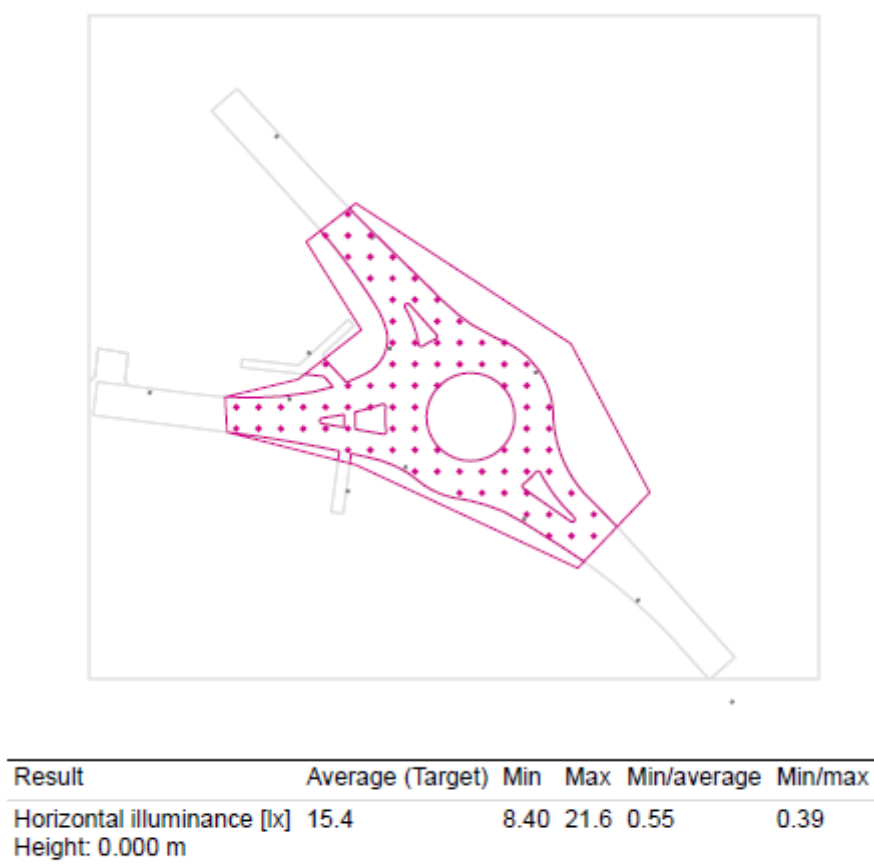 Result Average (Target) Min Max Min/average Min/max
Horizontal illuminance [lx] 15.4 8.40 21.6 0.55 0.39
Height: 0.000 m